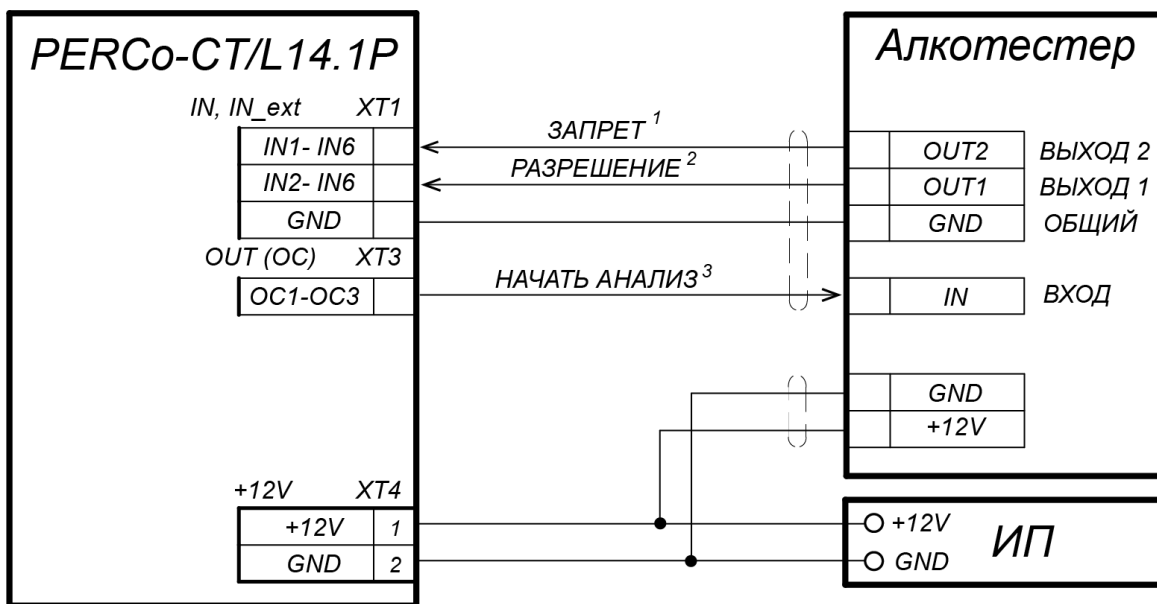 PERCo-CT/L14.1P
IN, IN_ext XT1
IN1- IN6
IN2- IN6
GND
OUT (OC) XT3
OC1-OC3
+12V XT4
+12V 1
GND 2
ЗАПРЕТ 1
РАЗРЕШЕНИЕ 2
НАЧАТЬ АНАЛИЗ 3
Алкотестер
OUT2 ВЫХОД 2
OUT1 ВЫХОД 1
GND ОБЩИЙ
IN ВХОД
GND
+12V
+12V
GND
ИП